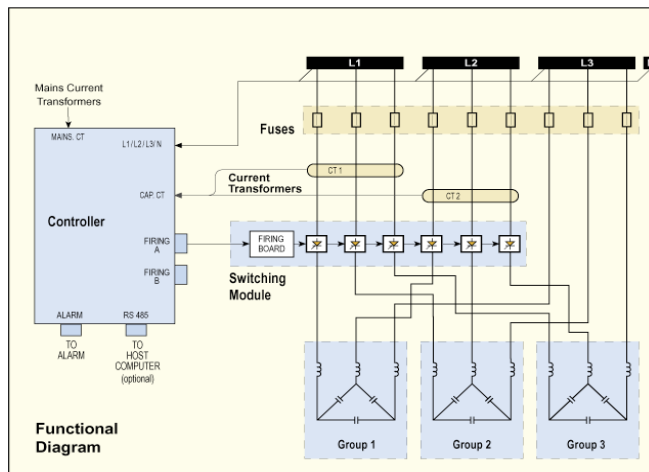 L1
L2
L3
Mains Current
Transformers
MAINS. CT
L1/L2/L3/N
Fuses
Current
Transformers
CT 1
CT 2
CAP. CT
Controller
FIRING
A
FIRING
BOARD
FIRING
B
Switching
Module
ALARM
RS 485
TO
ALARM
TO
HOST
COMPUTER
(optional)
Functional
Diagram
Group 1
Group 2
Group 3